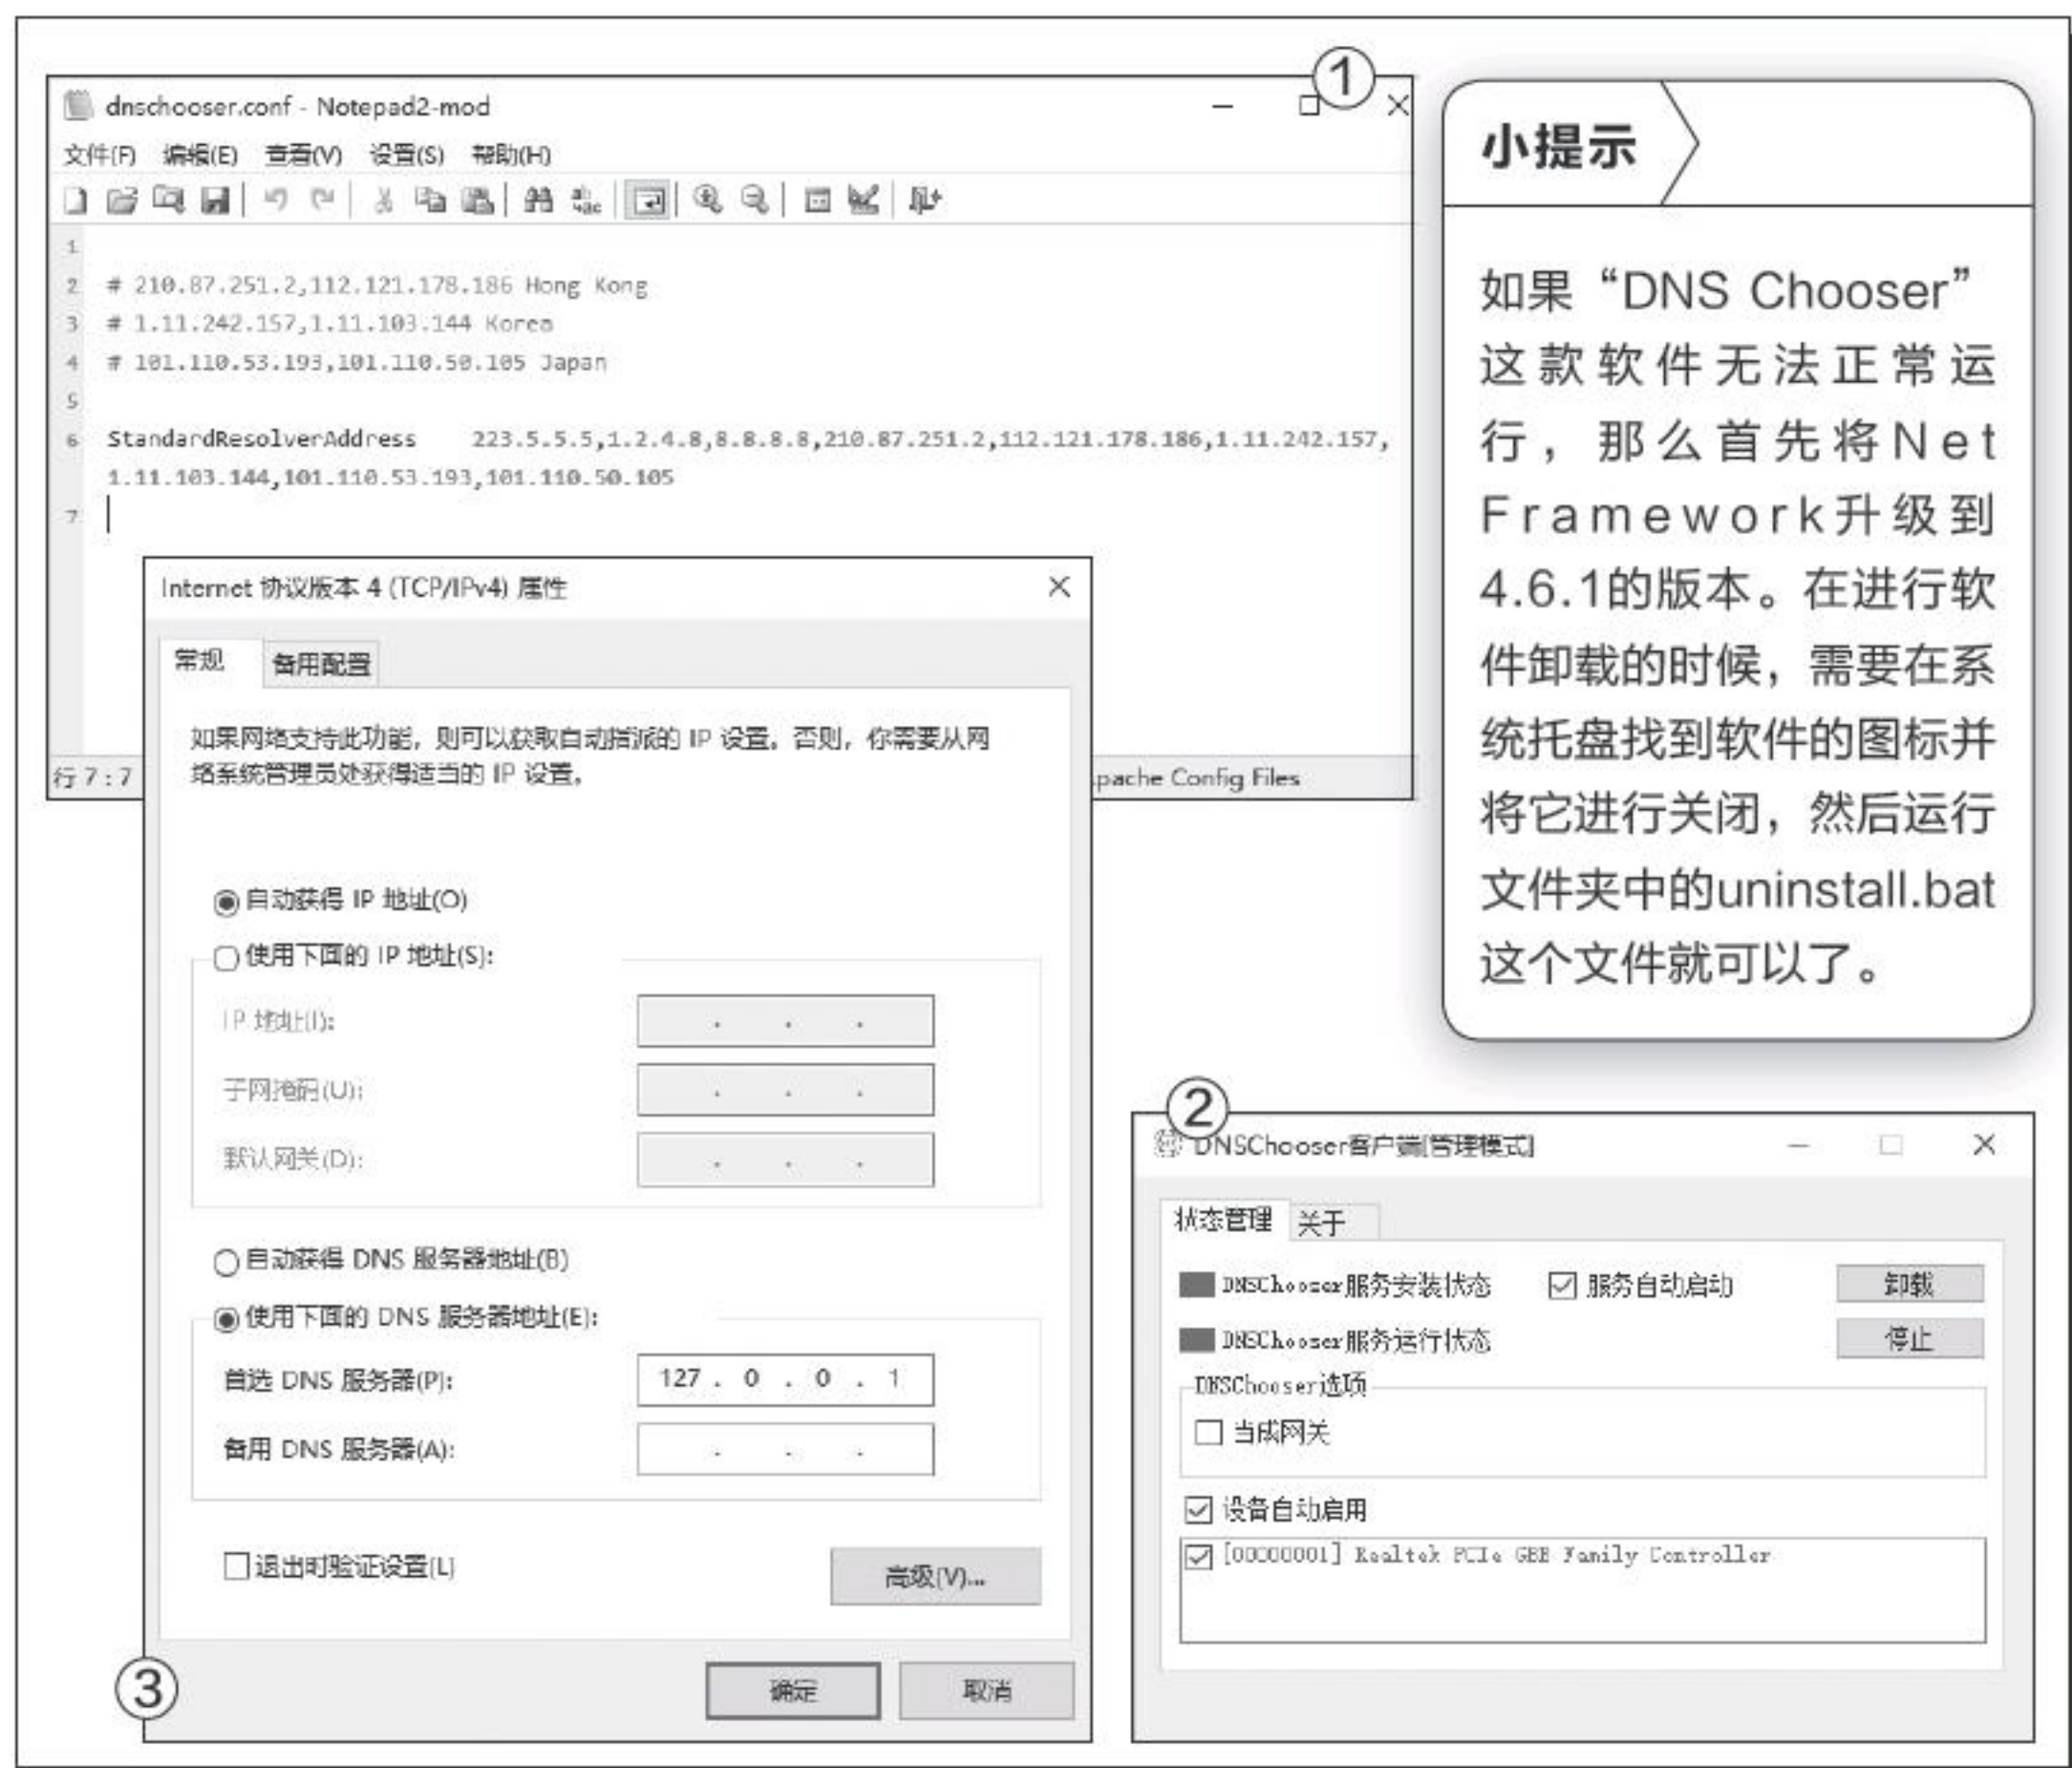 ①
dnschooser.conf - Notepad2-mod
文件(F) 编辑(E) 查看(V) 设置(S) 帮助(H)
1
2 # 210.87.251.2,112.121.178.186 Hong Kong
3 # 1.11.242.157,1.11.103.144 Korea
4 # 101.110.53.193,101.110.50.105 Japan
5
6 StandardResolverAddress 223.5.5.5,1.2.4.8,8.8.8.8,210.87.251.2,112.121.178.186,1.11.242.157,
1.11.103.144,101.110.53.193,101.110.50.105
7
行 7 : 7
pache Config Files
Internet 协议版本 4 (TCP/IPv4) 属性
常规 备用配置
如果网络支持此功能，则可以获取自动指派的 IP 设置。否则，你需要从网
络系统管理员处获得适当的 IP 设置。
自动获得 IP 地址(O)
使用下面的 IP 地址(S):
IP 地址(I):
子网掩码(U):
默认网关(D):
自动获得 DNS 服务器地址(B)
使用下面的 DNS 服务器地址(E):
首选 DNS 服务器(P): 127 . 0 . 0 . 1
备用 DNS 服务器(A):
退出时验证设置(L)
高级(V)...
③
确定 取消
小提示
如果“DNS Chooser”
这款软件无法正常运
行，那么首先将Net
Framework升级到
4.6.1的版本。在进行软
件卸载的时候，需要在系
统托盘找到软件的图标并
将它进行关闭，然后运行
文件夹中的uninstall.bat
这个文件就可以了。
②
DNSChooser客户端[管理模式]
状态管理 关于
DNSChooser服务安装状态 服务自动启动 卸载
DNSChooser服务运行状态 停止
DNSChooser选项
当成网关
设备自动启用
[00000001] Realtek PCIe GBE Family Controller